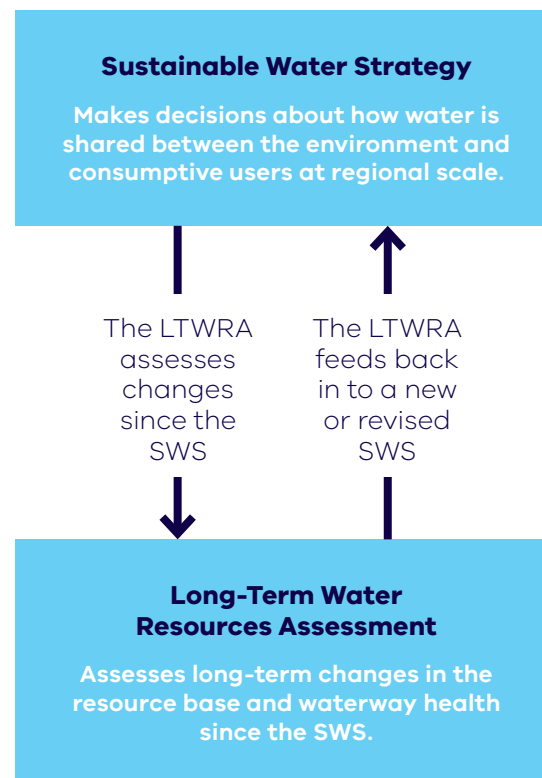 Sustainable Water Strategy
Makes decisions about how water is
shared between the environment and
consumptive users at regional scale.
The LTWRA
assesses
changes
since the
SWS
The LTWRA
feeds back
in to a new
or revised
SWS
Long-Term Water
Resources Assessment
Assesses long-term changes in the
resource base and waterway health
since the SWS.